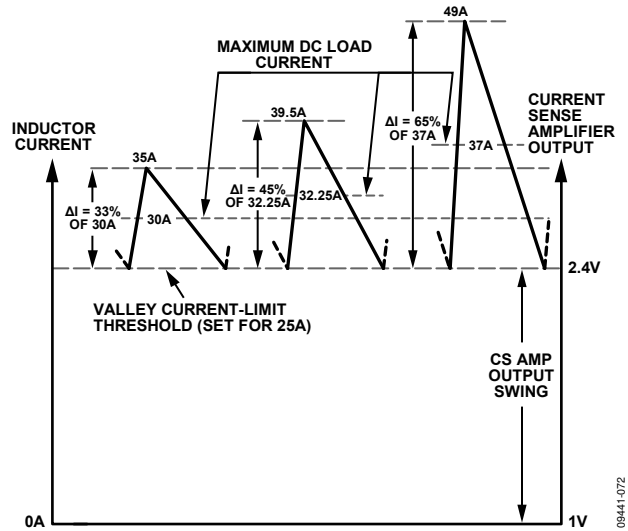 49A
MAXIMUM DC LOAD
CURRENT
39.5A
ΔI = 65%
OF 37A
CURRENT
SENSE
AMPLIFIER
OUTPUT
INDUCTOR
CURRENT
35A
37A
ΔI = 45%
OF 32.25A
32.25A
ΔI = 33%
OF 30A
30A
2.4V
VALLEY CURRENT-LIMIT
THRESHOLD (SET FOR 25A)
CS AMP
OUTPUT
SWING
0A
1V
09441-072